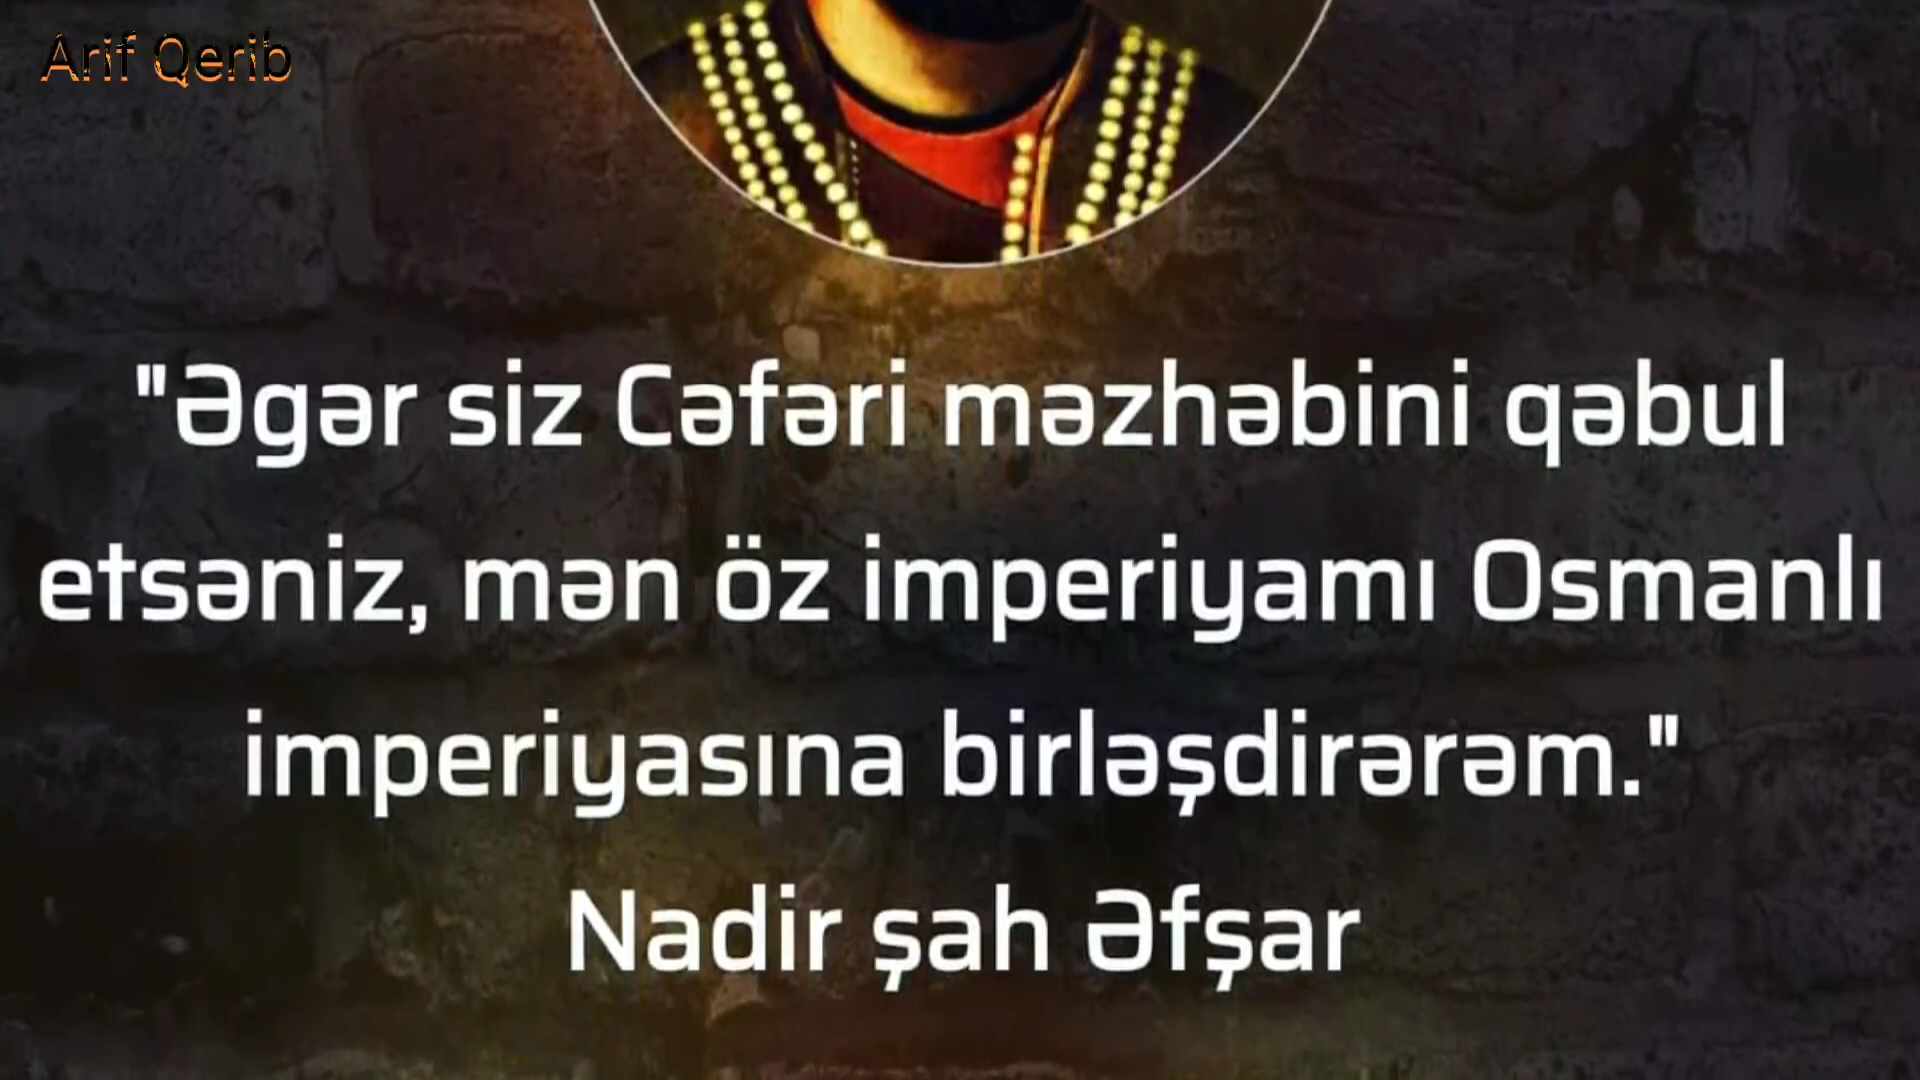 Arif Qerib
"Əgər siz Cəfəri məzhəbini qəbul
etsəniz, mən öz imperiyamı Osmanlı
imperiyasına birləşdirərəm."
Nadir şah Əfşar